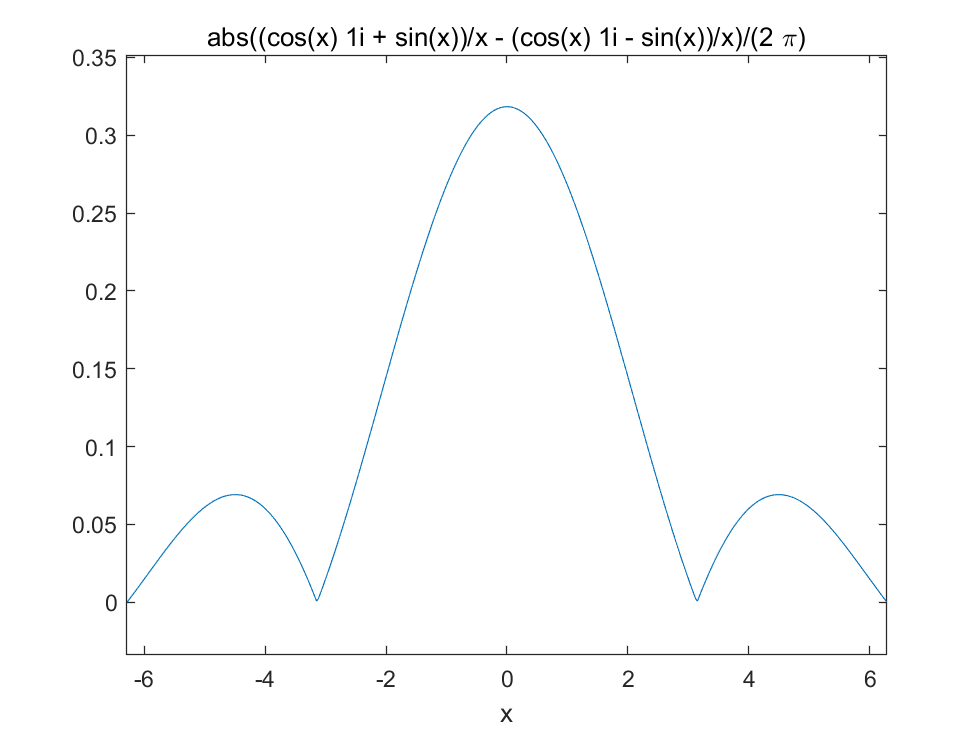 abs((cos(x) 1i + sin(x))/x - (cos(x) 1i - sin(x))/x)/(2 π)
0.35
0.3
0.25
0.2
0.15
0.1
0.05
0
-6 -4 -2 0 2 4 6
x